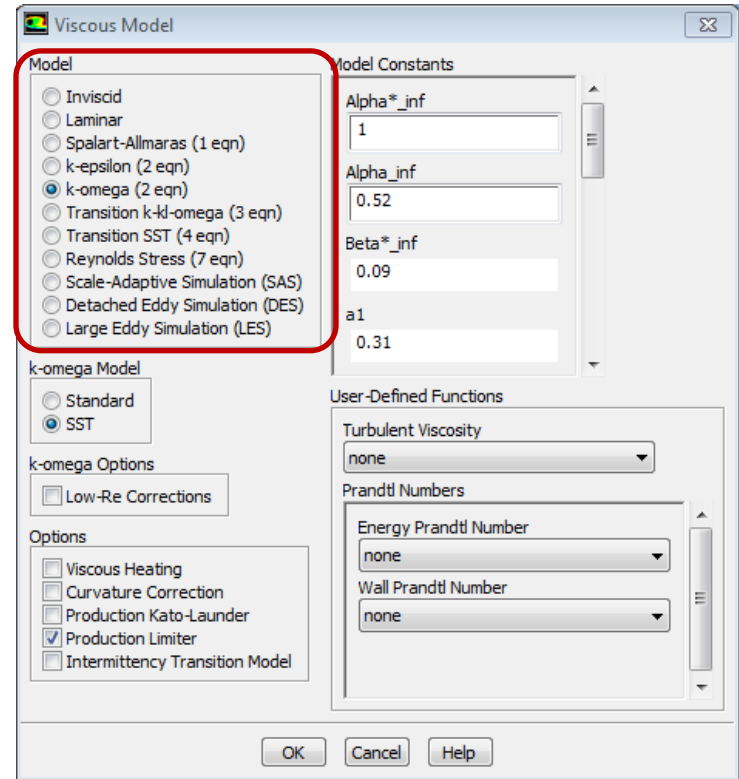 Viscous Model
Model
Inviscid
Laminar
Spalart-Allmaras (1 eqn)
k-epsilon (2 eqn)
k-omega (2 eqn)
Transition k-kl-omega (3 eqn)
Transition SST (4 eqn)
Reynolds Stress (7 eqn)
Scale-Adaptive Simulation (SAS)
Detached Eddy Simulation (DES)
Large Eddy Simulation (LES)
k-omega Model
Standard
SST
k-omega Options
Low-Re Corrections
Options
Viscous Heating
Curvature Correction
Production Kato-Launder
Production Limiter
Intermittency Transition Model
Model Constants
Alpha*_inf
1
Alpha_inf
0.52
Beta*_inf
0.09
a1
0.31
User-Defined Functions
Turbulent Viscosity
none
Prandtl Numbers
Energy Prandtl Number
none
Wall Prandtl Number
none
OK
Cancel
Help